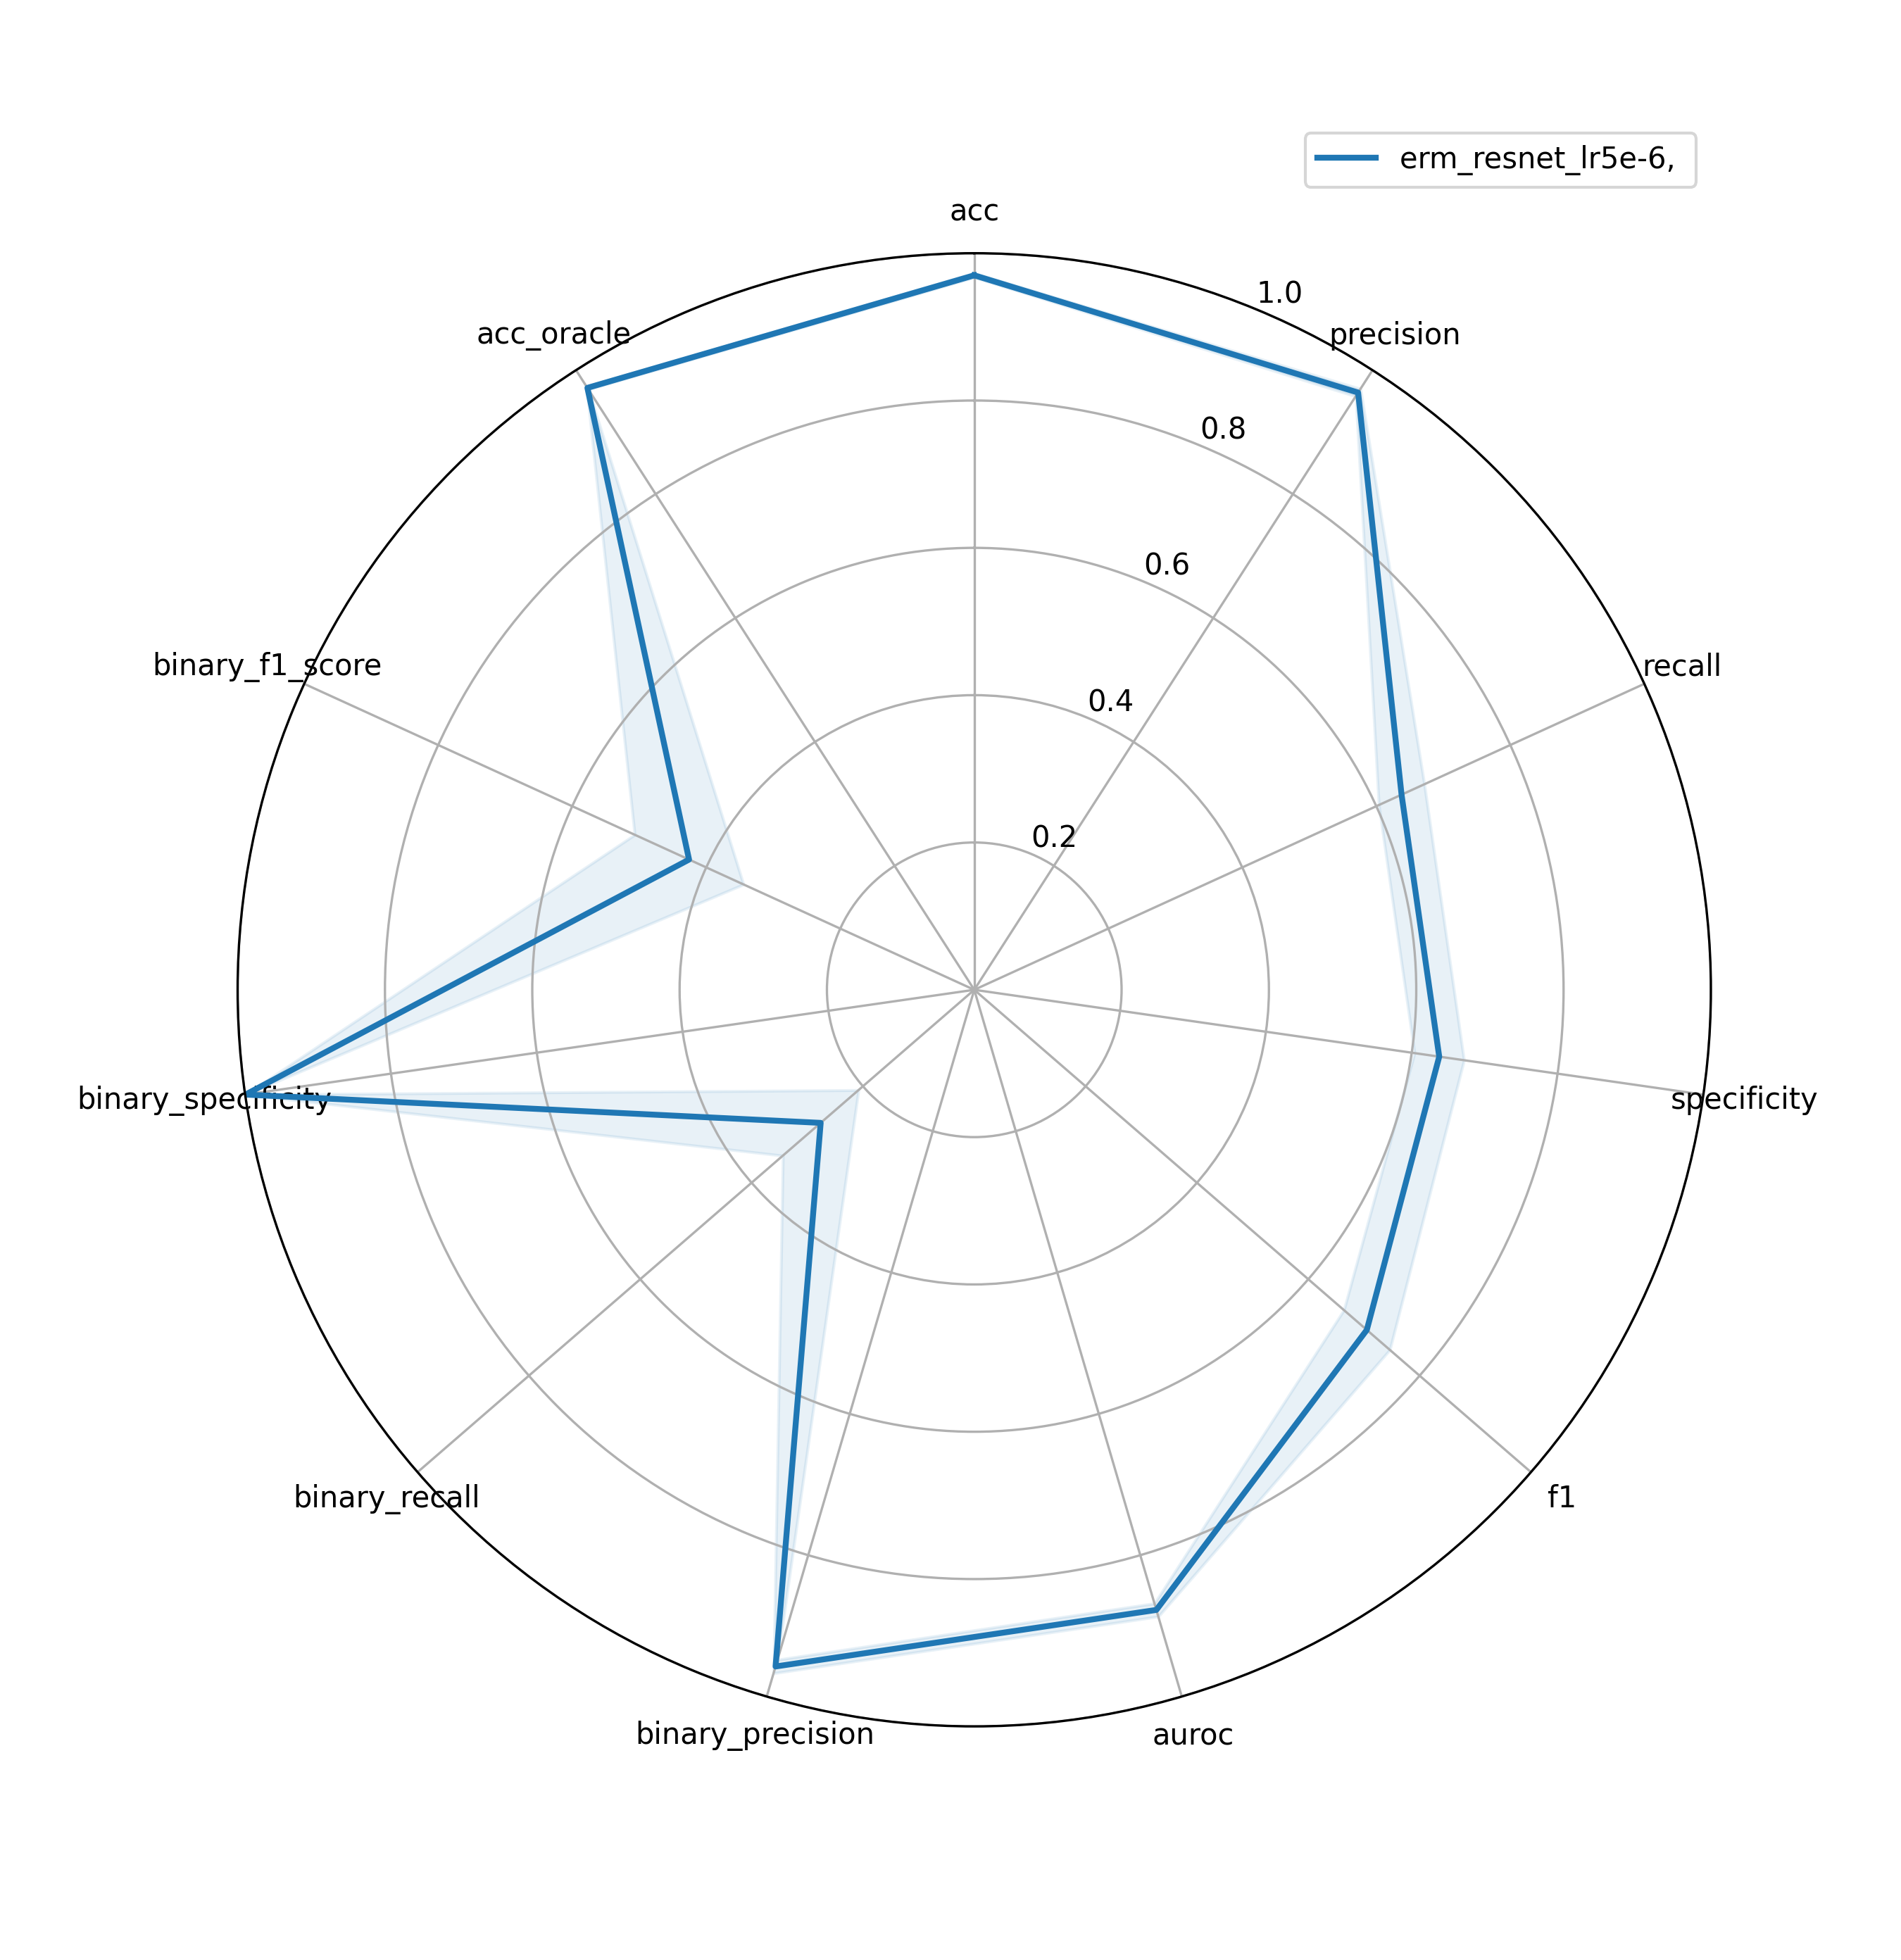 erm_resnet_lr5e-6,
acc
1.0
acc_oracle
precision
0.8
0.6
binary_f1_score
recall
0.4
0.2
binary_specificity
specificity
binary_recall
f1
binary_precision
auroc